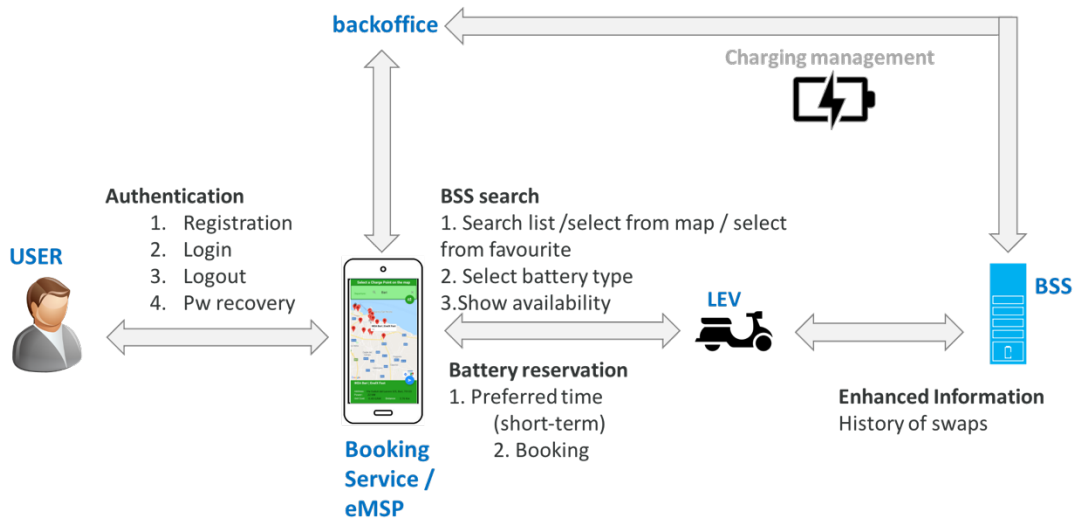 backoffice
Charging management
Authentication
1. Registration
2. Login
3. Logout
4. Pw recovery
USER
BSS search
1. Search list /select from map / select
from favourite
2. Select battery type
3.Show availability
LEV
BSS
Battery reservation
1. Preferred time
(short-term)
2. Booking
Enhanced Information
History of swaps
Booking
Service /
eMSP